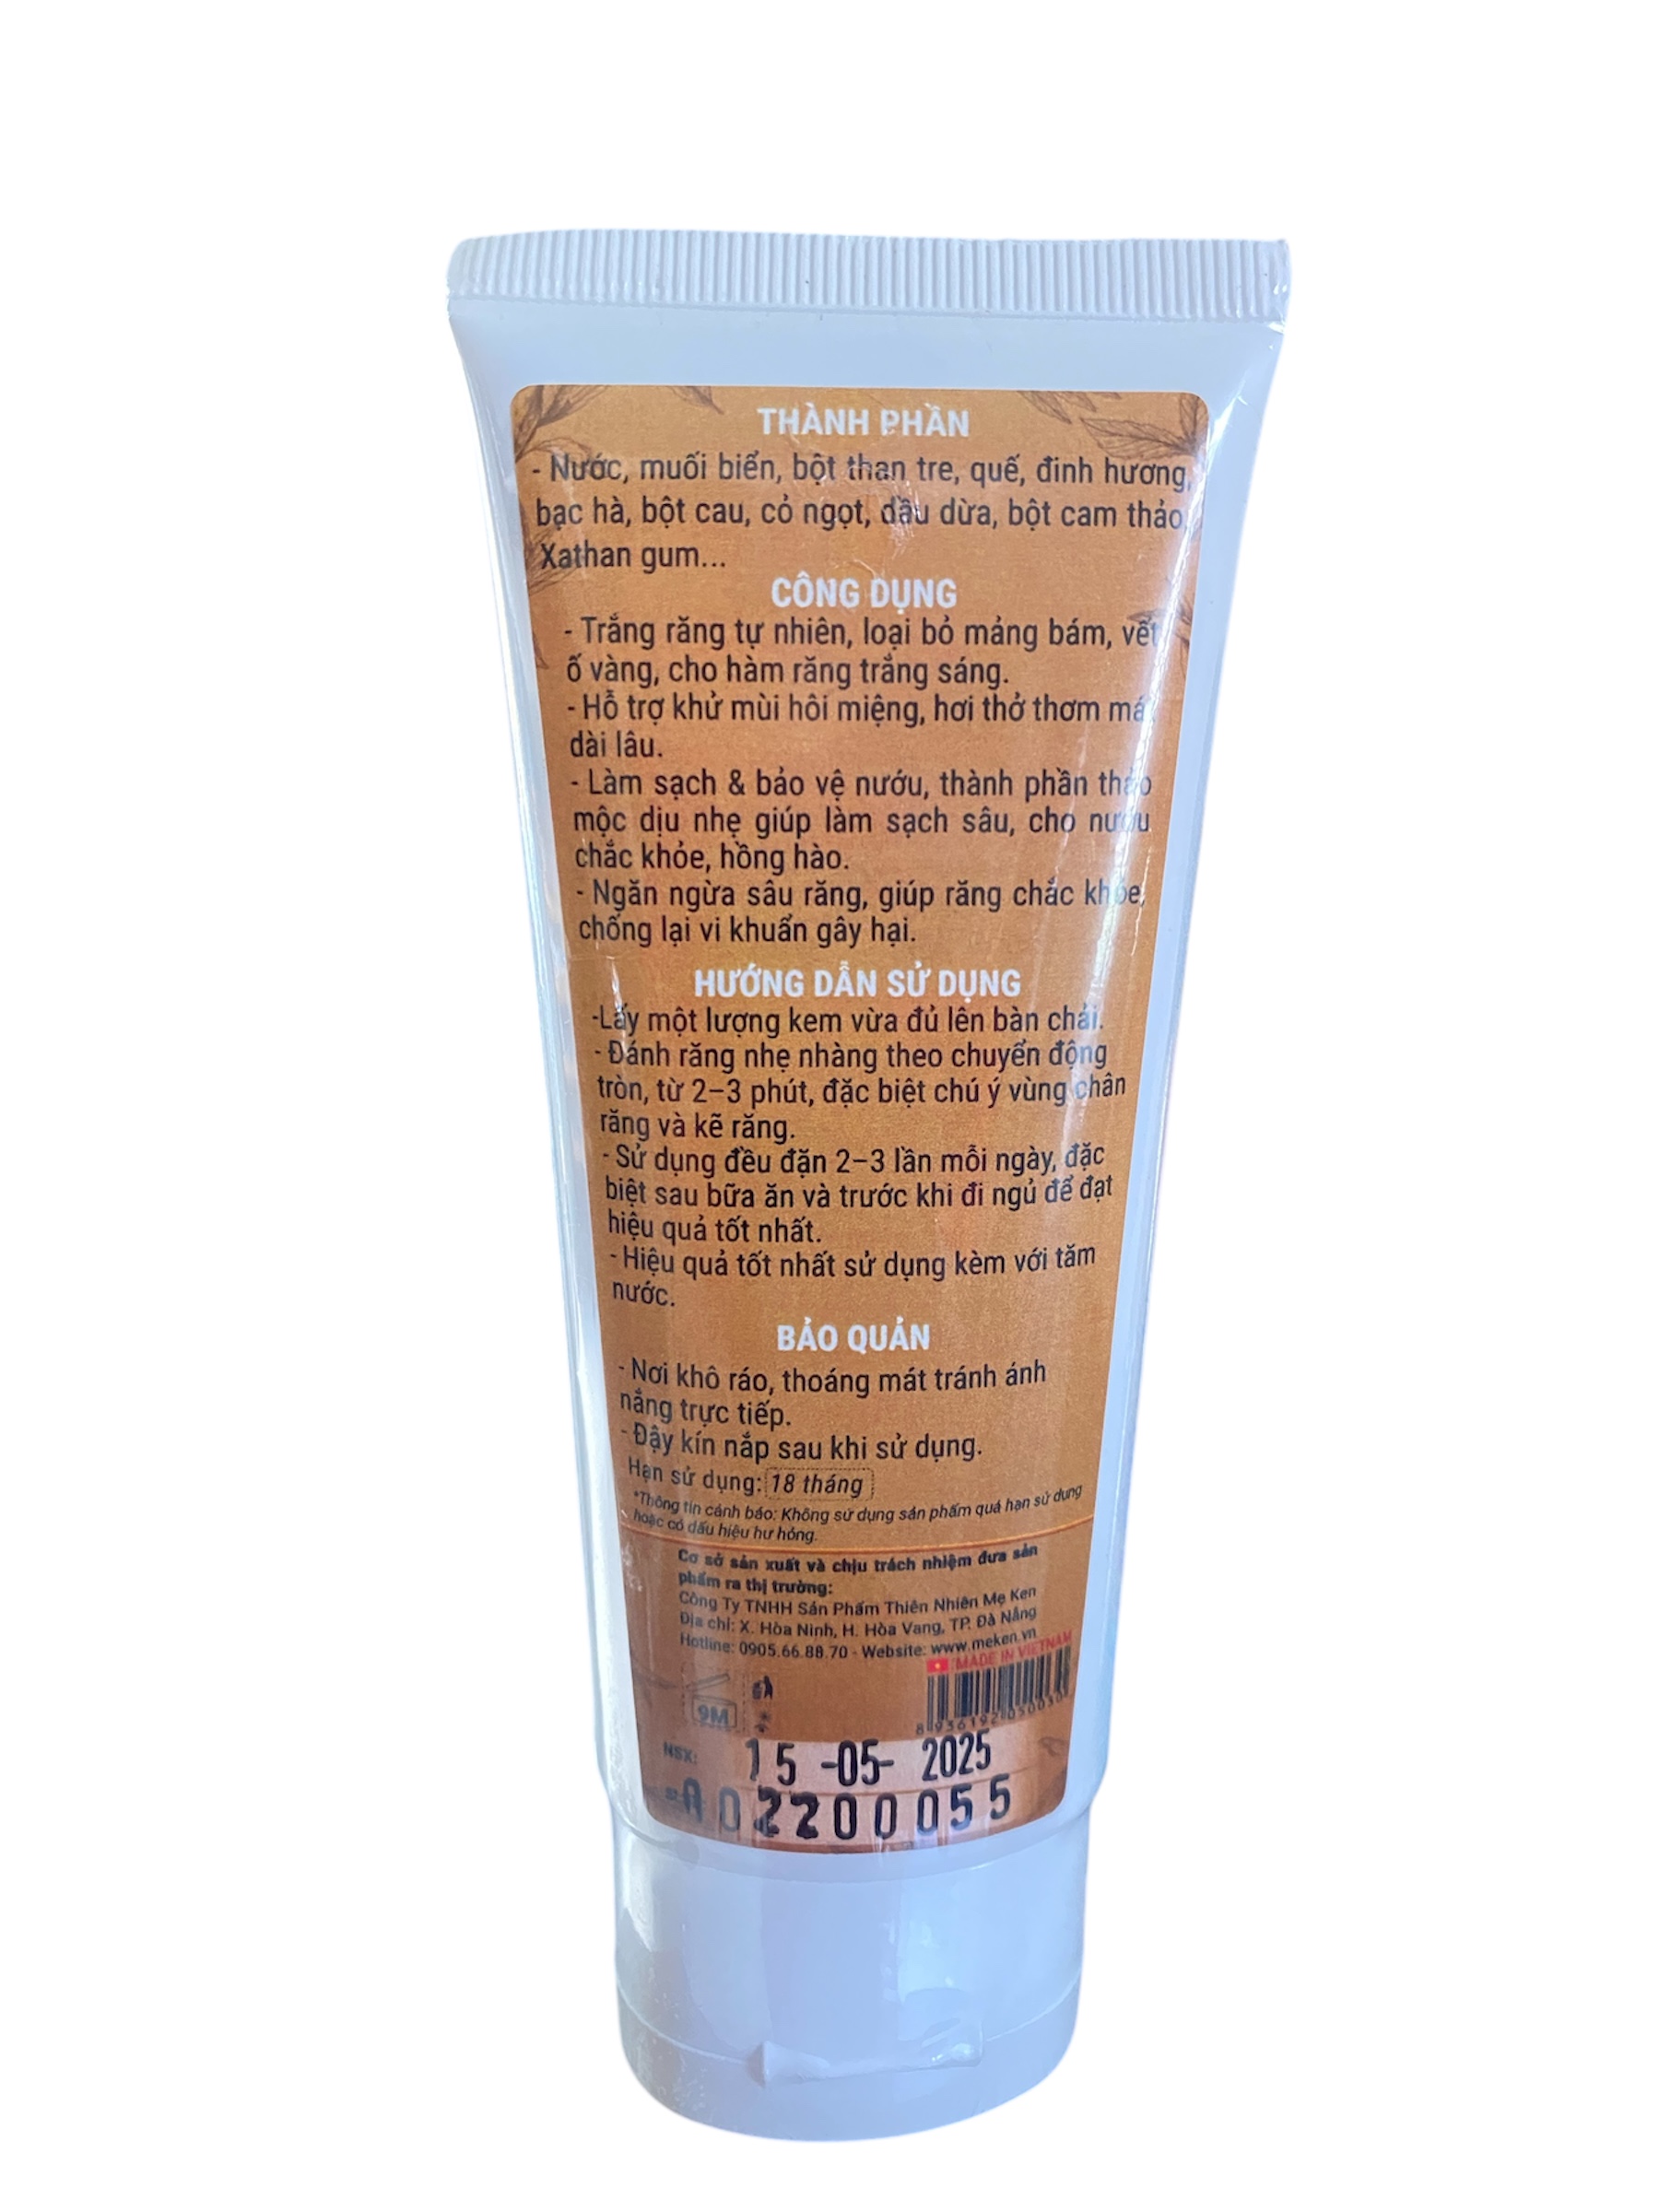 THÀNH PHẦN
- Nước, muối biển, bột than tre, quế, đinh hương,
bạc hà, bột cau, cỏ ngọt, dầu dừa, bột cam thảo,
Xathan gum...
CÔNG DỤNG
- Trắng răng tự nhiên, loại bỏ mảng bám, vết
ố vàng, cho hàm răng trắng sáng.
- Hỗ trợ khử mùi hôi miệng, hơi thở thơm mát
dài lâu.
- Làm sạch & bảo vệ nướu, thành phần thảo
mộc dịu nhẹ giúp làm sạch sâu, cho nướu
chắc khỏe, hồng hào.
- Ngăn ngừa sâu răng, giúp răng chắc khỏe,
chống lại vi khuẩn gây hại.
HƯỚNG DẪN SỬ DỤNG
-Lấy một lượng kem vừa đủ lên bàn chải.
- Đánh răng nhẹ nhàng theo chuyển động
tròn, từ 2–3 phút, đặc biệt chú ý vùng chân
răng và kẽ răng.
- Sử dụng đều đặn 2–3 lần mỗi ngày, đặc
biệt sau bữa ăn và trước khi đi ngủ để đạt
hiệu quả tốt nhất.
- Hiệu quả tốt nhất sử dụng kèm với tăm
nước.
BẢO QUẢN
- Nơi khô ráo, thoáng mát tránh ánh
nắng trực tiếp.
- Đậy kín nắp sau khi sử dụng.
Hạn sử dụng: 18 tháng
*Thông tin cảnh báo: Không sử dụng sản phẩm quá hạn sử dụng
hoặc có dấu hiệu hư hỏng.
Cơ sở sản xuất và chịu trách nhiệm đưa sản
phẩm ra thị trường:
Công Ty TNHH Sản Phẩm Thiên Nhiên Mẹ Ken
Địa chỉ: X. Hòa Ninh, H. Hòa Vang, TP. Đà Nẵng
Hotline: 0905.66.88.70 - Website: www.meken.vn
MADE IN VIETNAM
9M
NSX: 15 -05- 2025
A02200055